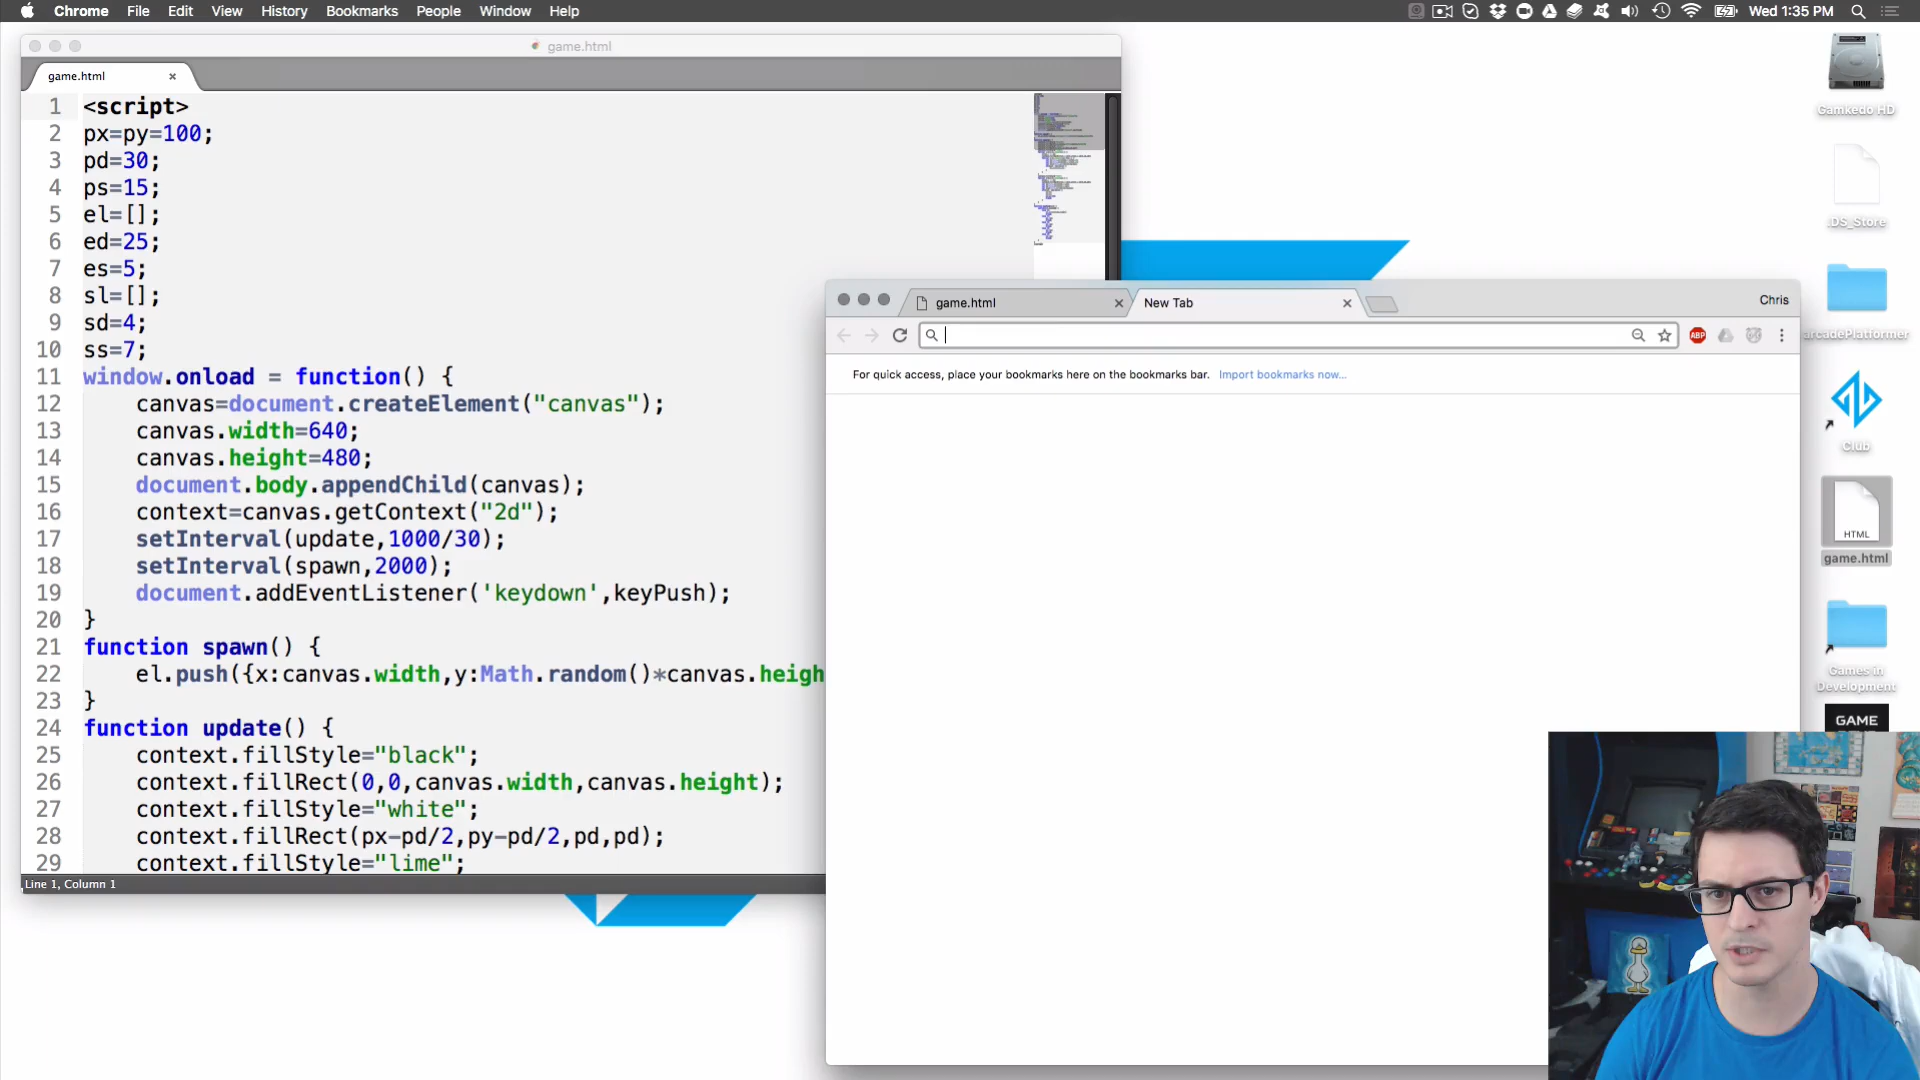 Chrome File Edit View History Bookmarks People Window Help
Wed 1:35 PM
game.html
game.html
1 <script>
2 px=py=100;
3 pd=30;
4 ps=15;
5 el=[];
6 ed=25;
7 es=5;
8 sl=[];
9 sd=4;
10 ss=7;
11 window.onload = function() {
12 canvas=document.createElement("canvas");
13 canvas.width=640;
14 canvas.height=480;
15 document.body.appendChild(canvas);
16 context=canvas.getContext("2d");
17 setInterval(update,1000/30);
18 setInterval(spawn,2000);
19 document.addEventListener('keydown',keyPush);
20 }
21 function spawn() {
22 el.push({x:canvas.width,y:Math.random()*canvas.heigh
23 }
24 function update() {
25 context.fillStyle="black";
26 context.fillRect(0,0,canvas.width,canvas.height);
27 context.fillStyle="white";
28 context.fillRect(px-pd/2,py-pd/2,pd,pd);
29 context.fillStyle="lime";
Line 1, Column 1
game.html
New Tab
Chris
ABP
For quick access, place your bookmarks here on the bookmarks bar. Import bookmarks now...
Gamkedo HD
.DS_Store
arcadePlatformer
Club
HTML
game.html
Games in
Development
GAME